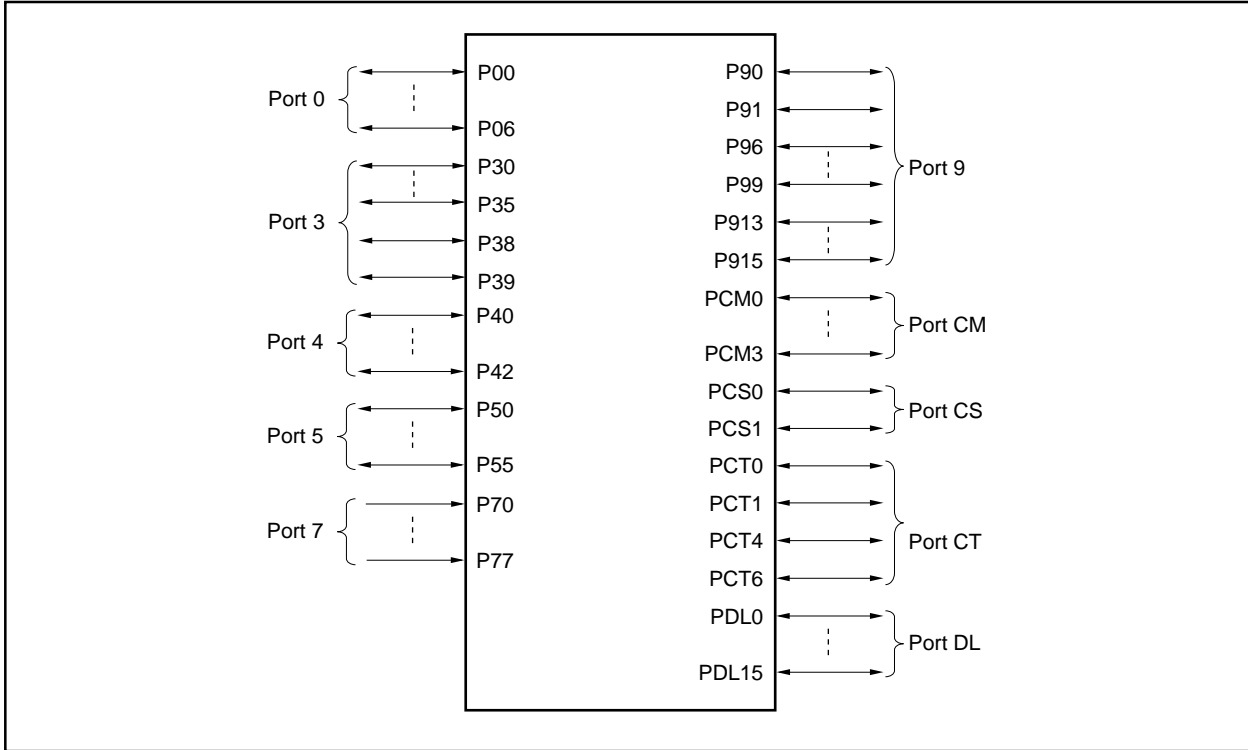 Port 0
P00
P06
Port 3
P30
P35
P38
P39
Port 4
P40
P42
Port 5
P50
P55
Port 7
P70
P77
P90
P91
P96
P99
P913
P915
Port 9
PCM0
PCM3
Port CM
PCS0
PCS1
Port CS
PCT0
PCT1
PCT4
PCT6
Port CT
PDL0
PDL15
Port DL